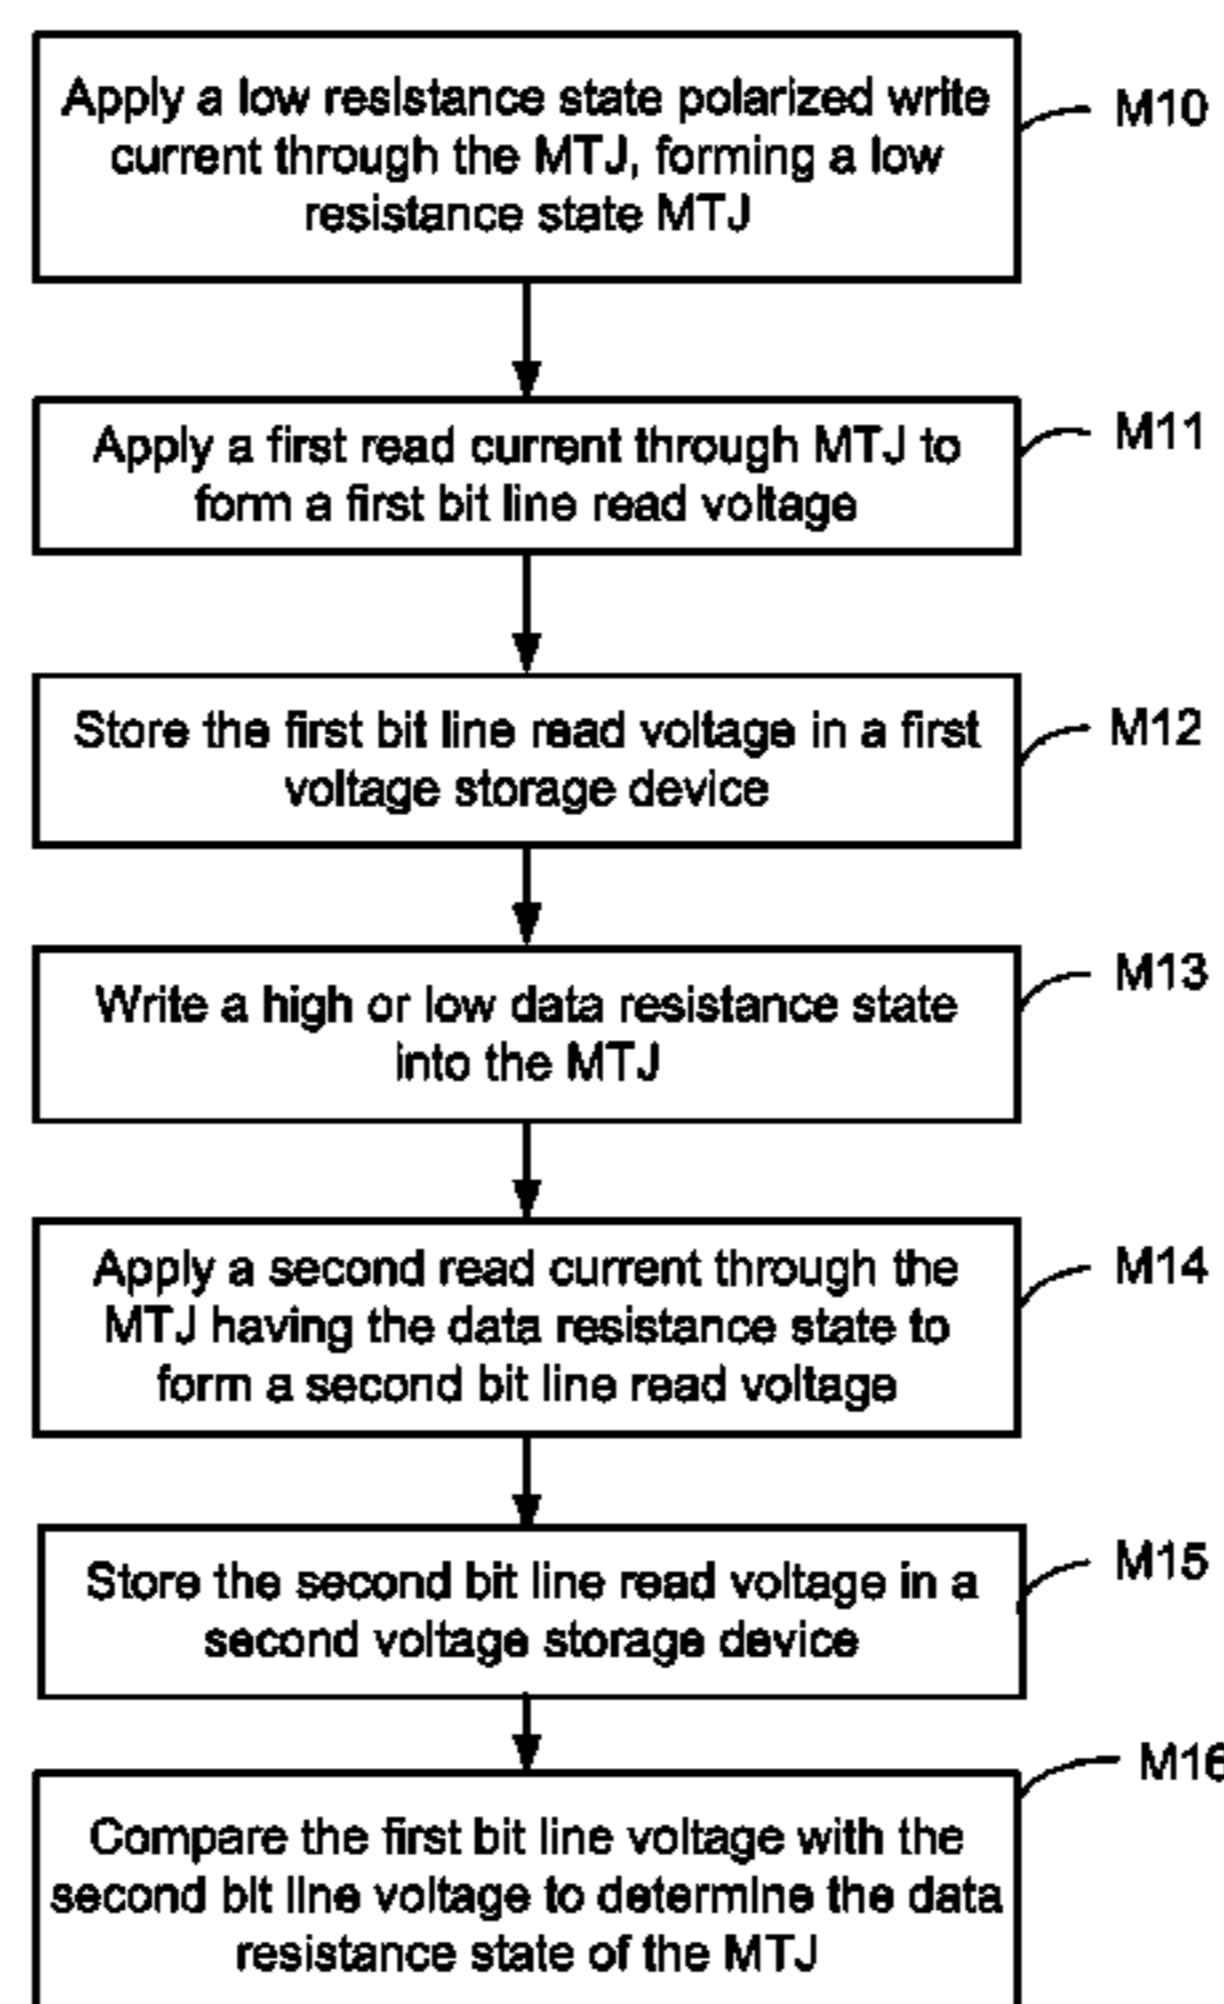 Apply a low resistance state polarized write
current through the MTJ, forming a low
resistance state MTJ
M10
Apply a first read current through MTJ to
form a first bit line read voltage
M11
Store the first bit line read voltage in a first
voltage storage device
M12
Write a high or low data resistance state
into the MTJ
M13
Apply a second read current through the
MTJ having the data resistance state to
form a second bit line read voltage
M14
Store the second bit line read voltage in a
second voltage storage device
M15
Compare the first bit line voltage with the
second bit line voltage to determine the data
resistance state of the MTJ
M16